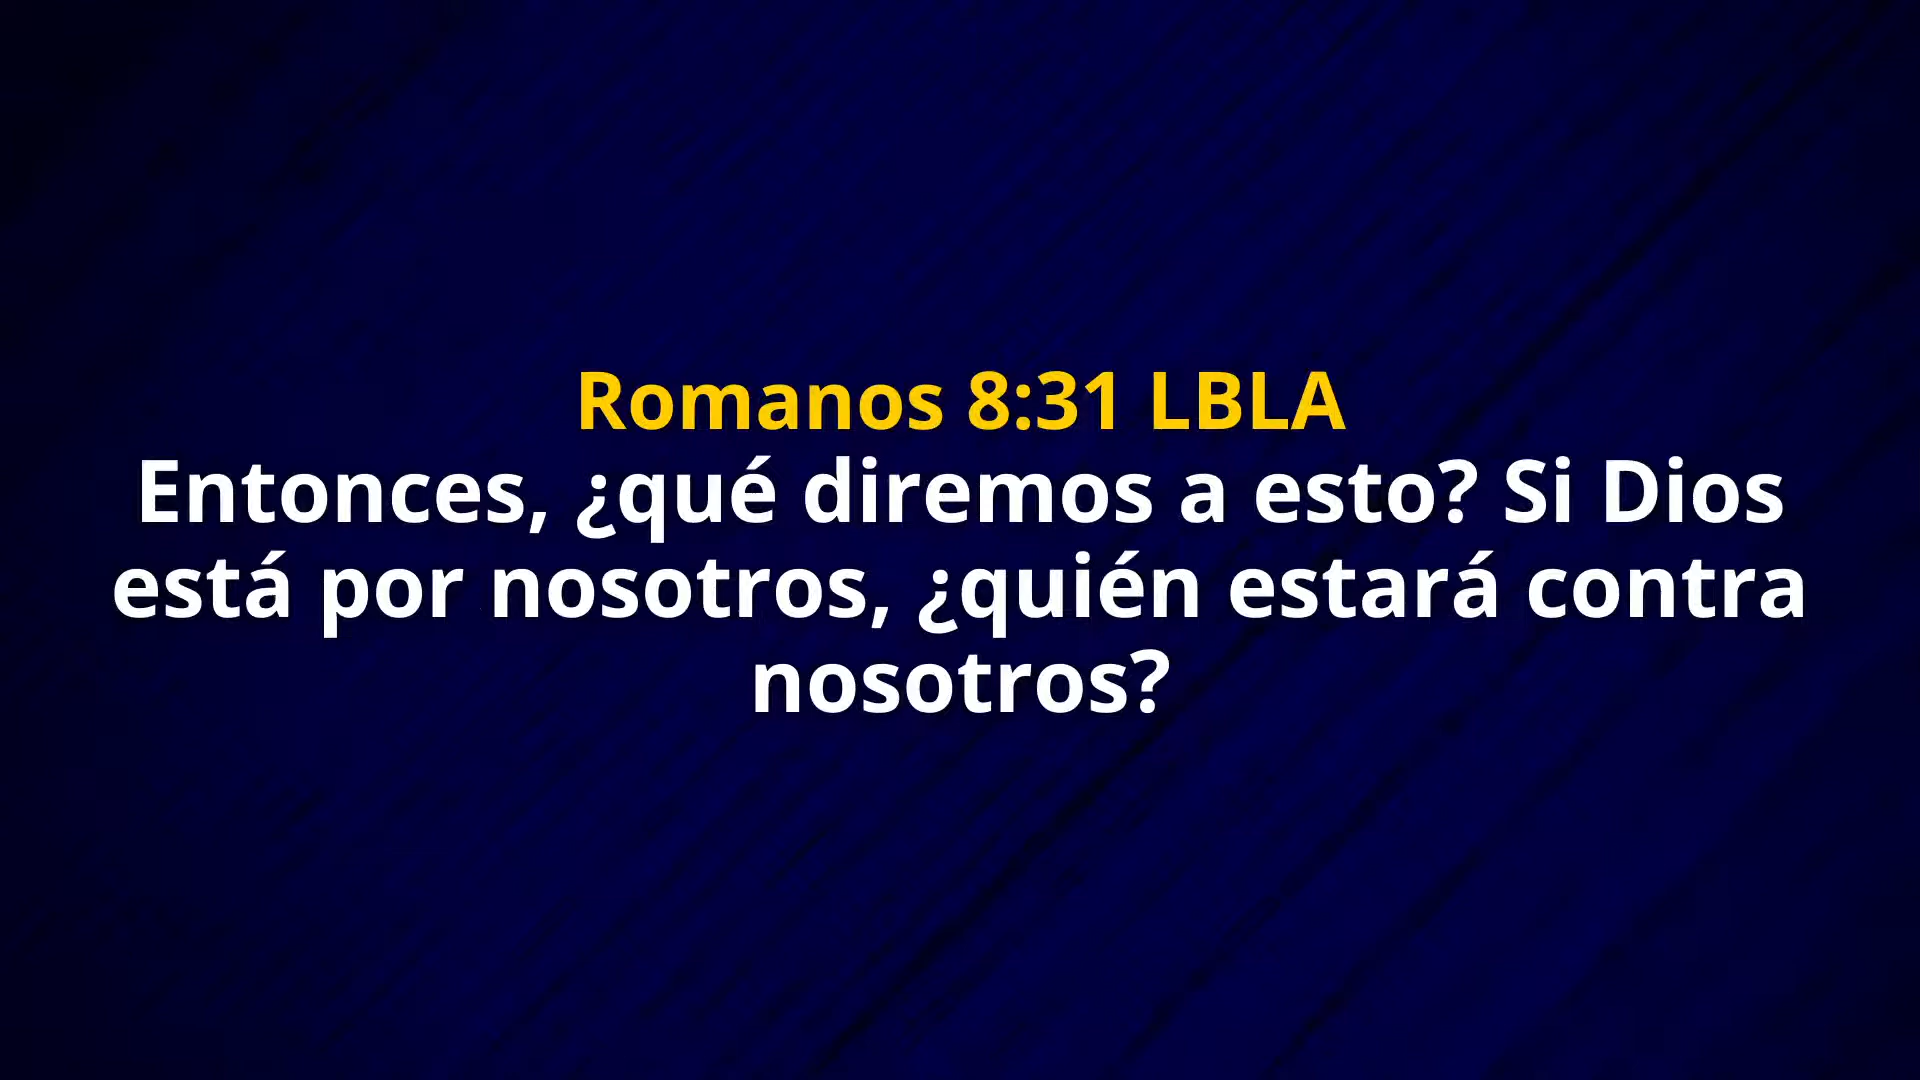 Romanos 8:31 LBLA
Entonces, ¿qué diremos a esto? Si Dios
está por nosotros, ¿quién estará contra
nosotros?